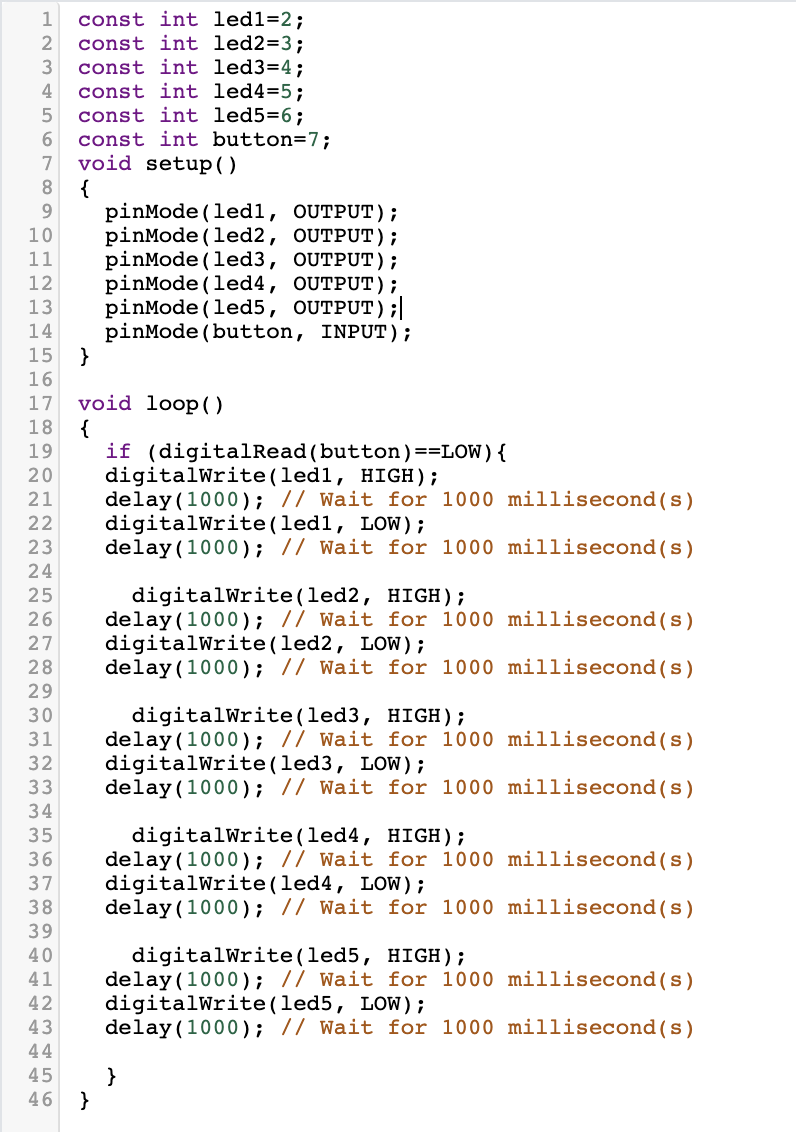 1 const int led1=2;
2 const int led2=3;
3 const int led3=4;
4 const int led4=5;
5 const int led5=6;
6 const int button=7;
7 void setup()
8 {
9   pinMode(led1, OUTPUT);
10   pinMode(led2, OUTPUT);
11   pinMode(led3, OUTPUT);
12   pinMode(led4, OUTPUT);
13   pinMode(led5, OUTPUT);
14   pinMode(button, INPUT);
15 }
16
17 void loop()
18 {
19   if (digitalRead(button)==LOW){
20   digitalWrite(led1, HIGH);
21   delay(1000); // Wait for 1000 millisecond(s)
22   digitalWrite(led1, LOW);
23   delay(1000); // Wait for 1000 millisecond(s)
24
25     digitalWrite(led2, HIGH);
26   delay(1000); // Wait for 1000 millisecond(s)
27   digitalWrite(led2, LOW);
28   delay(1000); // Wait for 1000 millisecond(s)
29
30     digitalWrite(led3, HIGH);
31   delay(1000); // Wait for 1000 millisecond(s)
32   digitalWrite(led3, LOW);
33   delay(1000); // Wait for 1000 millisecond(s)
34
35     digitalWrite(led4, HIGH);
36   delay(1000); // Wait for 1000 millisecond(s)
37   digitalWrite(led4, LOW);
38   delay(1000); // Wait for 1000 millisecond(s)
39
40     digitalWrite(led5, HIGH);
41   delay(1000); // Wait for 1000 millisecond(s)
42   digitalWrite(led5, LOW);
43   delay(1000); // Wait for 1000 millisecond(s)
44
45   }
46 }